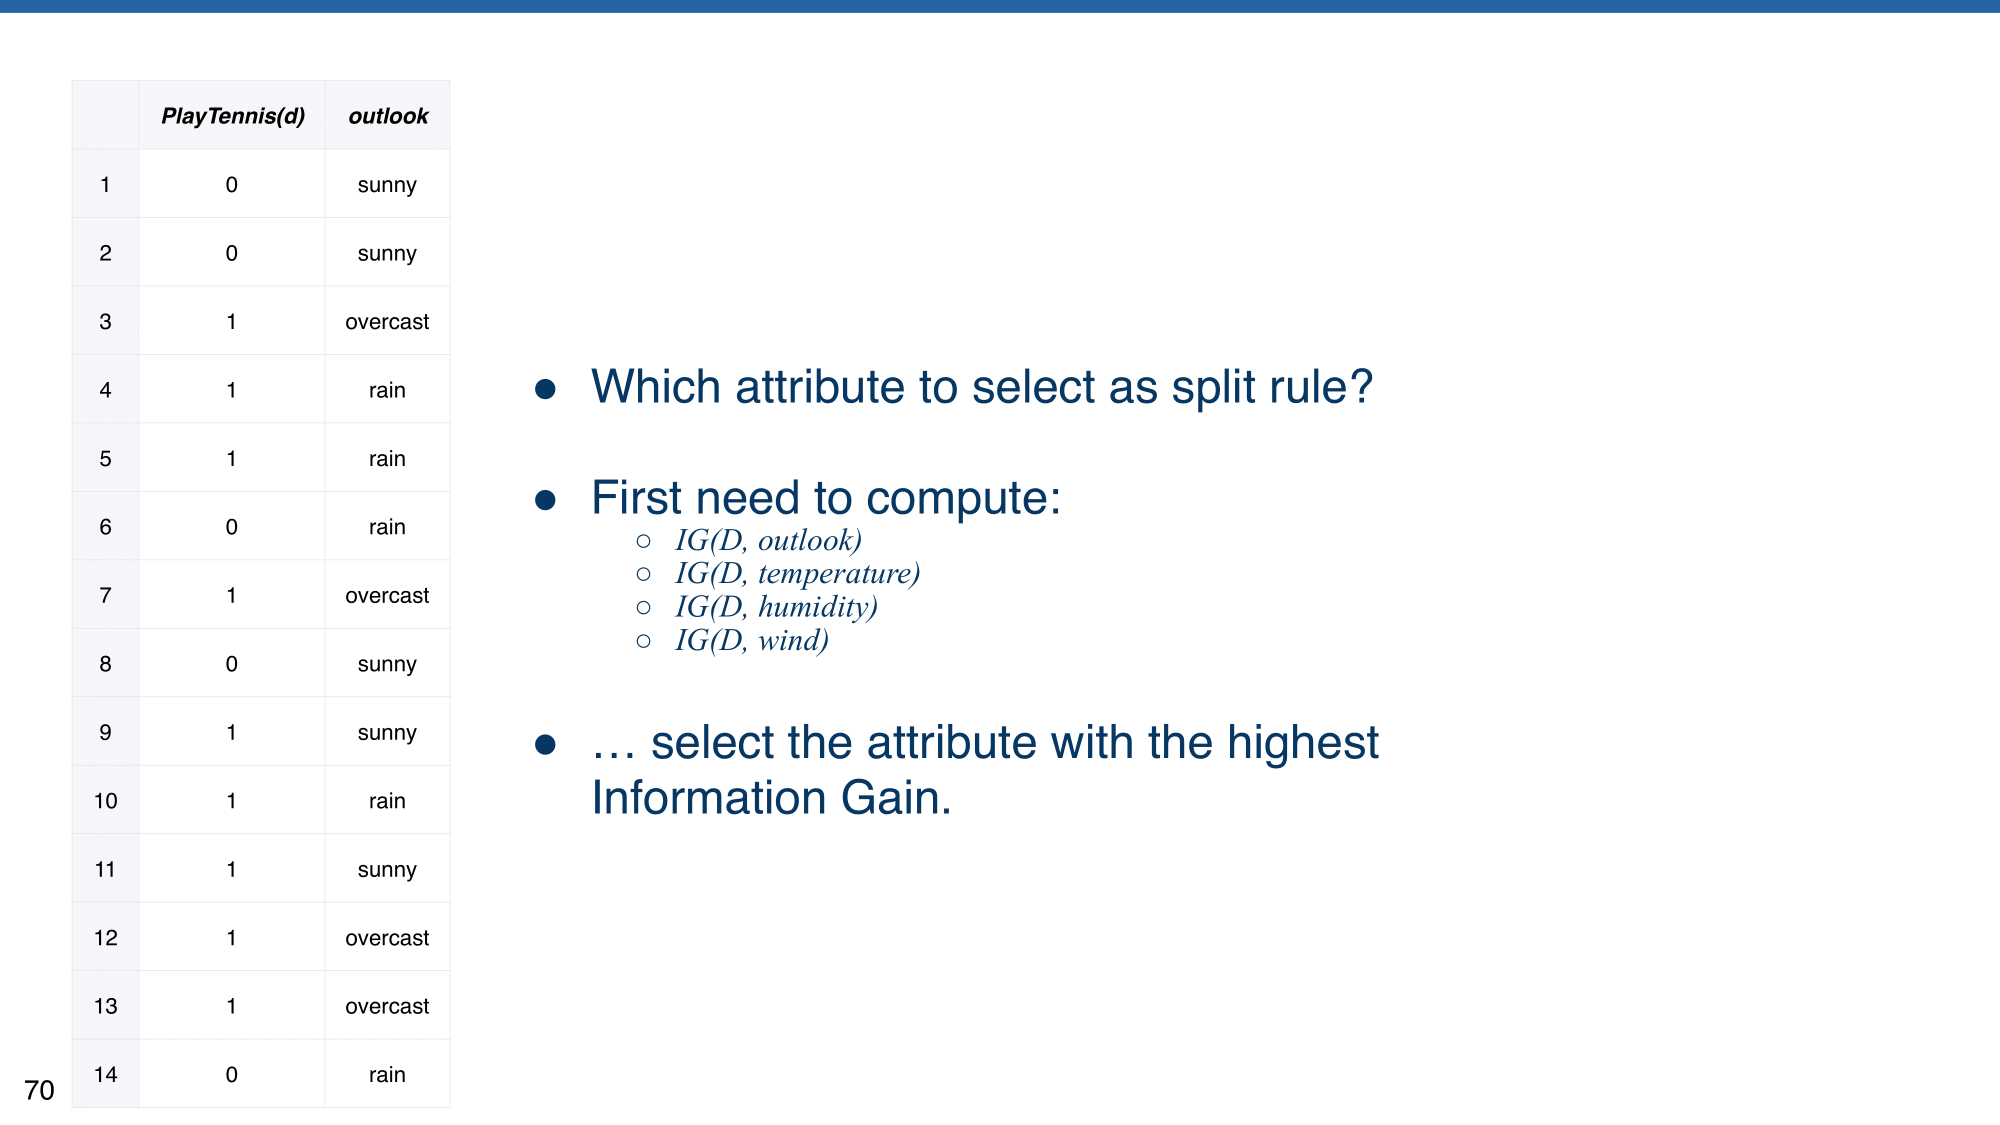 PlayTennis(d) outlook
1 0 sunny
2 0 sunny
3 1 overcast
4 1 rain
5 1 rain
6 0 rain
7 1 overcast
8 0 sunny
9 1 sunny
10 1 rain
11 1 sunny
12 1 overcast
13 1 overcast
14 0 rain
● Which attribute to select as split rule?
● First need to compute:
○ IG(D, outlook)
○ IG(D, temperature)
○ IG(D, humidity)
○ IG(D, wind)
● … select the attribute with the highest
Information Gain.
70